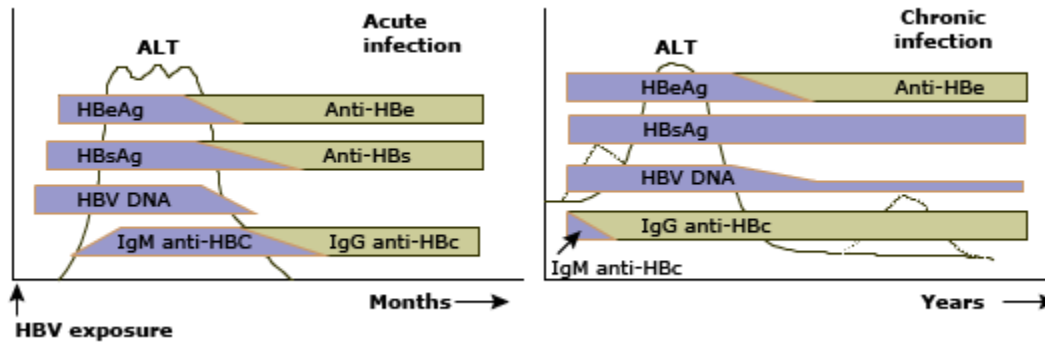 Acute
infection
ALT
HBeAg Anti-HBe
HBsAg Anti-HBs
HBV DNA
IgM anti-HBC IgG anti-HBc
Months
HBV exposure
Chronic
infection
ALT
HBeAg Anti-HBe
HBsAg
HBV DNA
IgG anti-HBc
IgM anti-HBc
Years